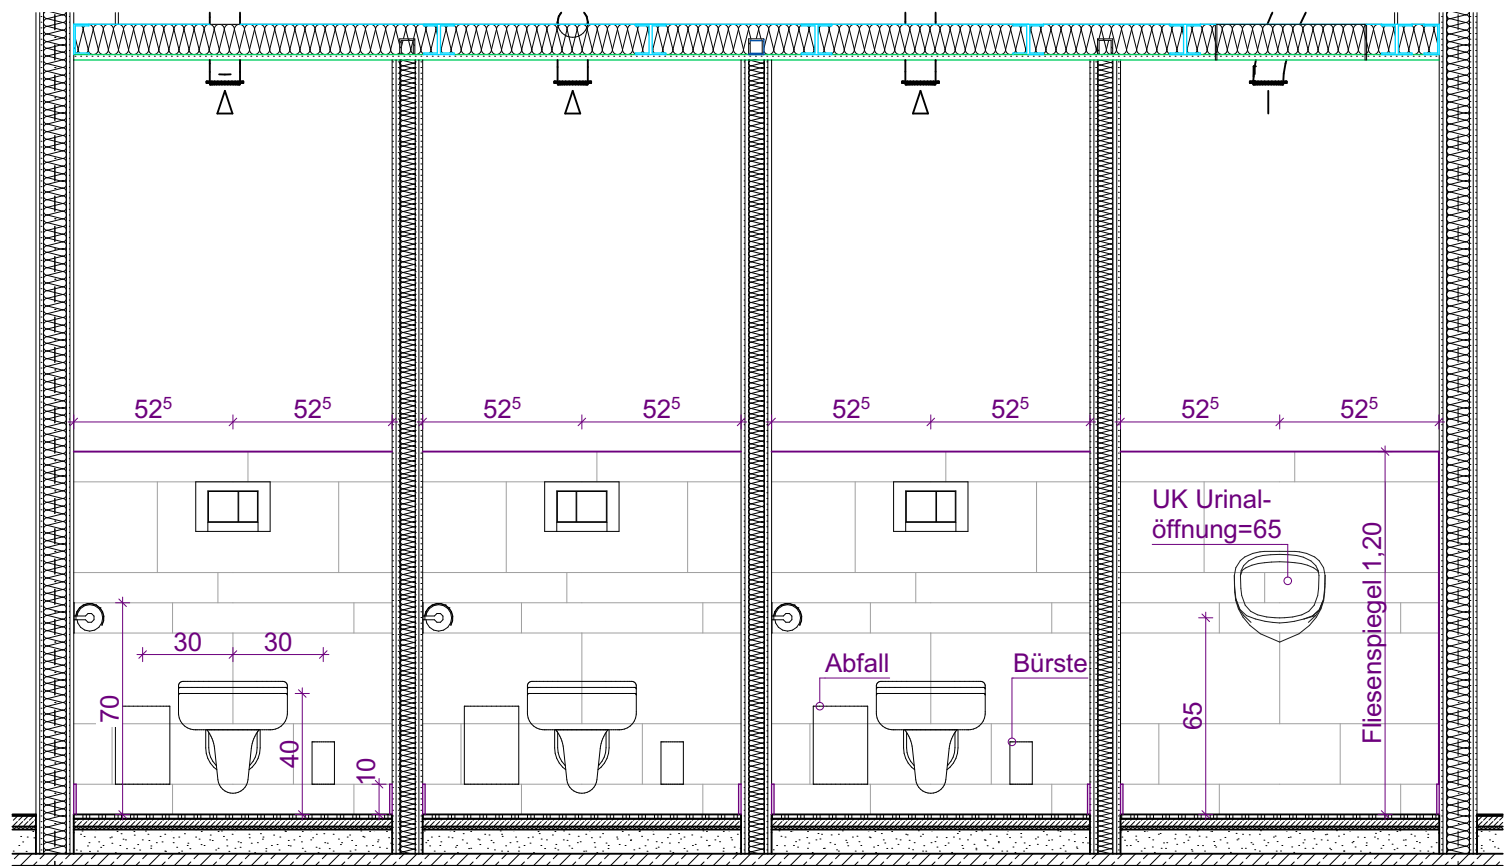 52⁵ 52⁵ 52⁵ 52⁵ 52⁵ 52⁵ 52⁵ 52⁵
UK Urinal-
öffnung=65
Fliesenspiegel 1,20
30 30
Abfall
Bürste
70
65
40
10